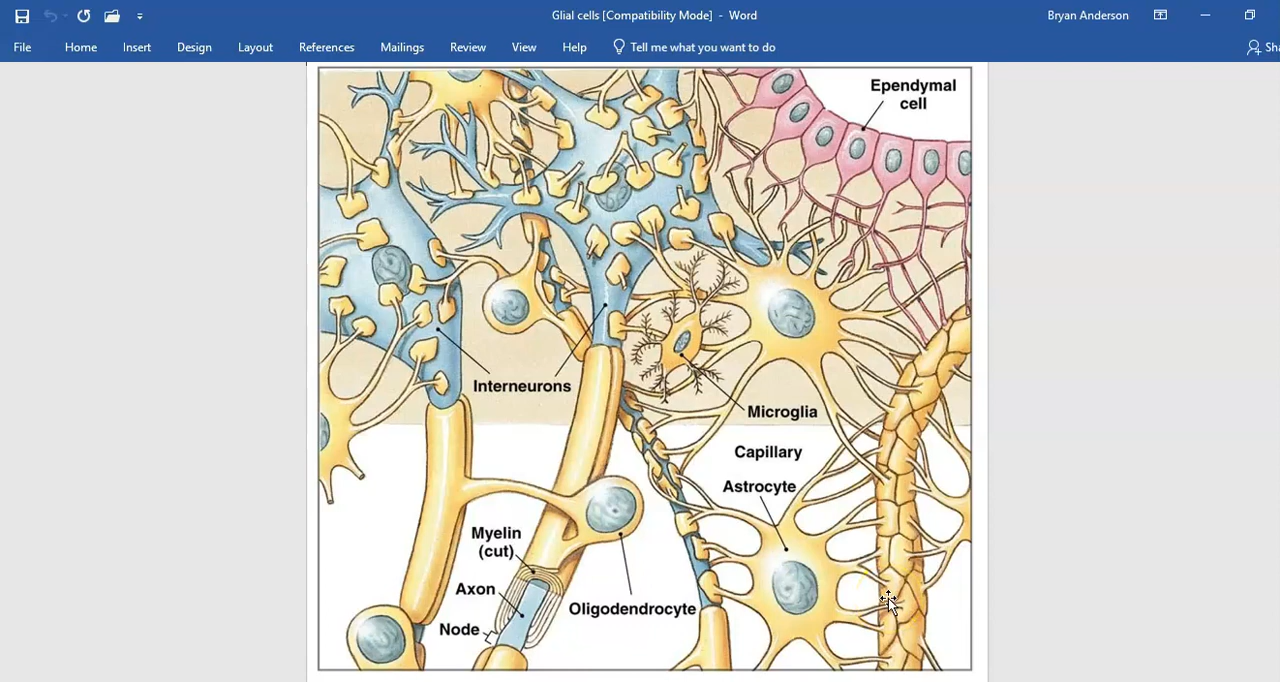 Glial cells [Compatibility Mode] - Word
Bryan Anderson
File Home Insert Design Layout References Mailings Review View Help Tell me what you want to do
Ependymal
cell
Interneurons
Microglia
Capillary
Astrocyte
Myelin
(cut)
Axon
Oligodendrocyte
Node